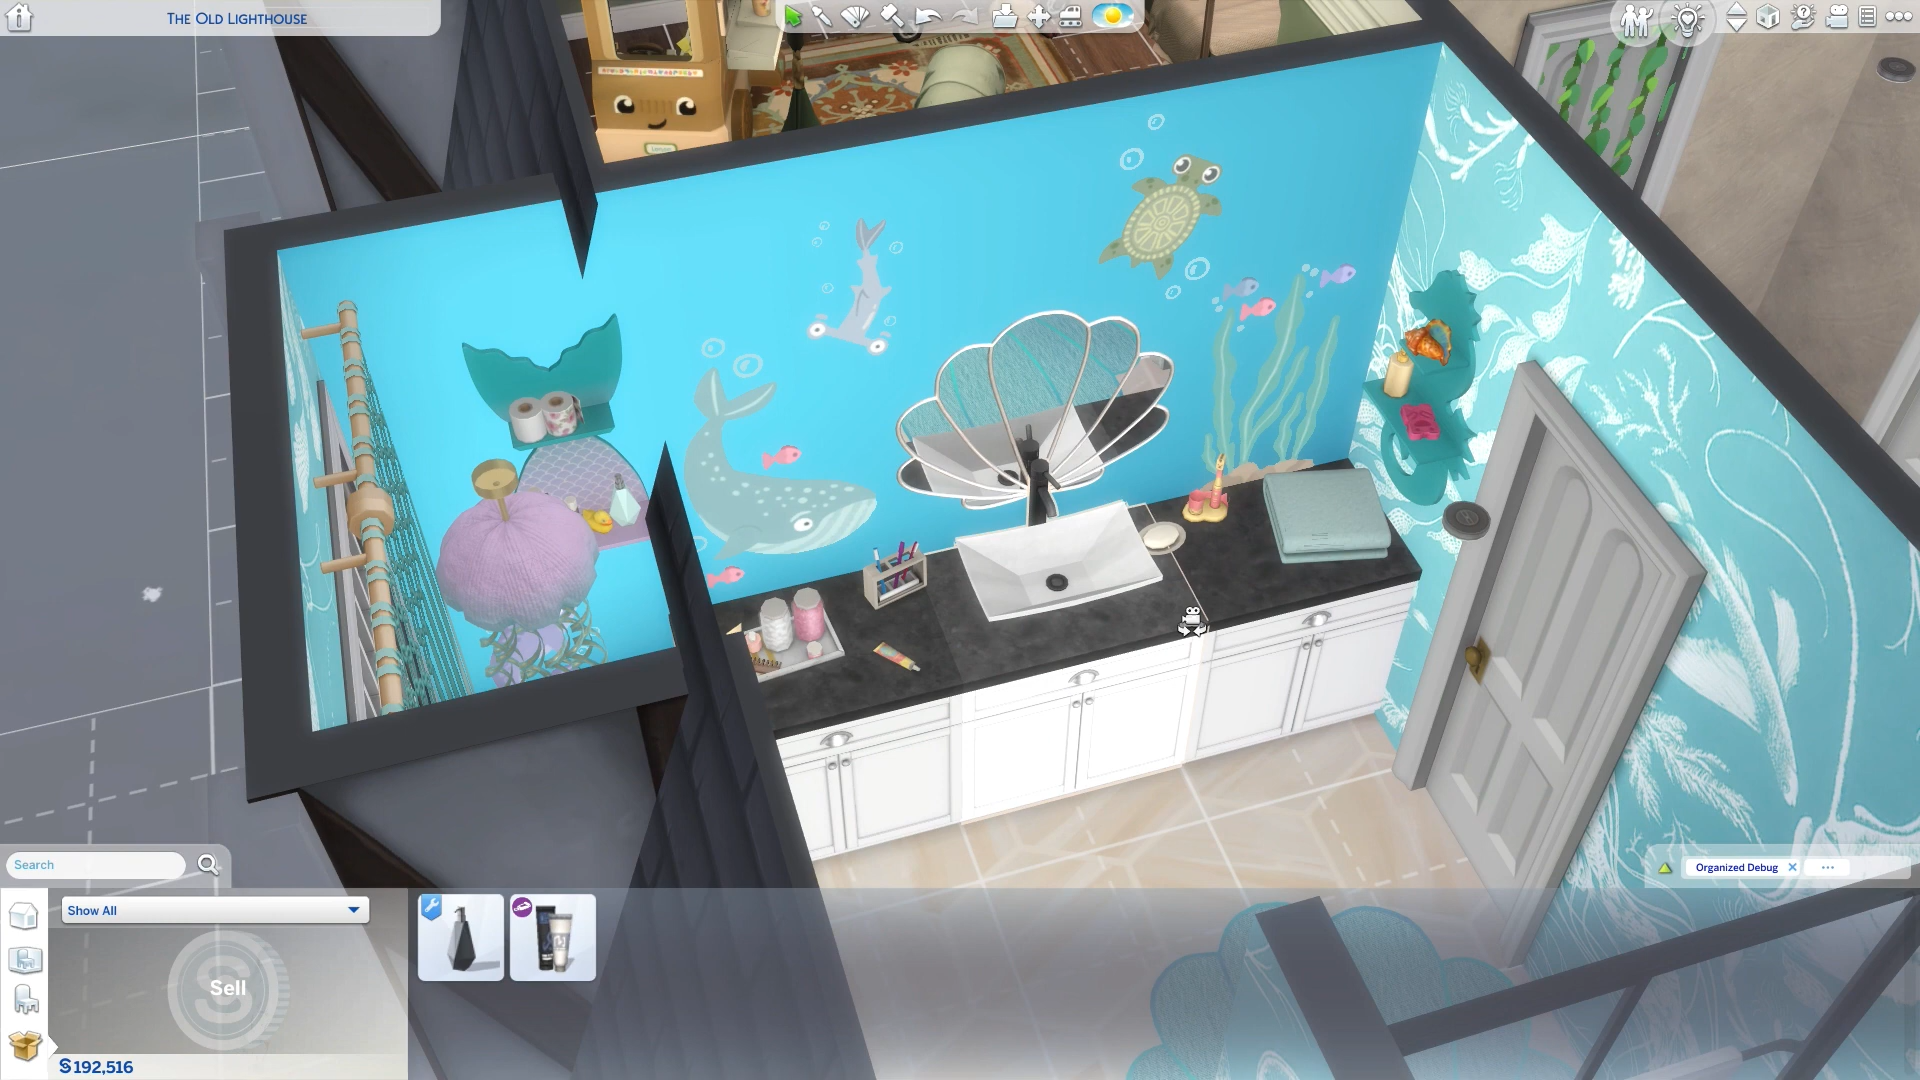 The Old Lighthouse
Search
Organized Debug
Show All
Sell
§192,516